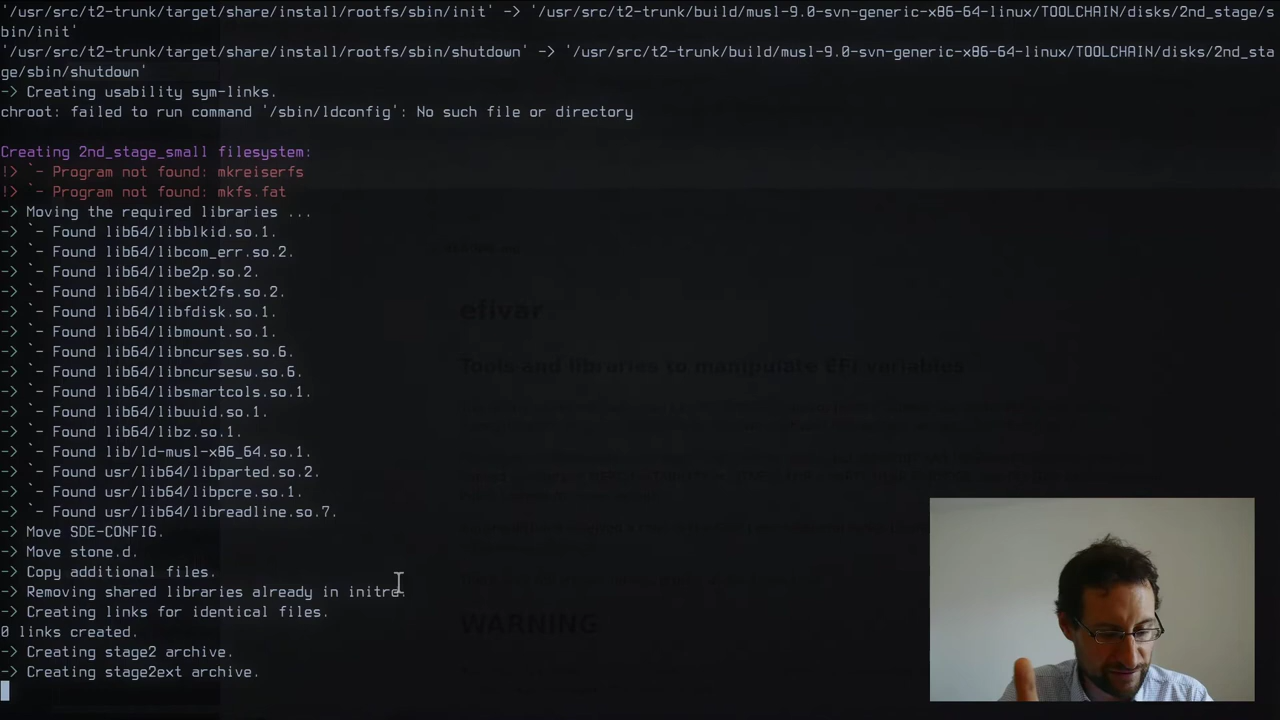 '/usr/src/t2-trunk/target/share/install/rootfs/sbin/init' -> '/usr/src/t2-trunk/build/musl-9.0-svn-generic-x86-64-linux/TOOLCHAIN/disks/2nd_stage/s
bin/init'
'/usr/src/t2-trunk/target/share/install/rootfs/sbin/shutdown' -> '/usr/src/t2-trunk/build/musl-9.0-svn-generic-x86-64-linux/TOOLCHAIN/disks/2nd_sta
ge/sbin/shutdown'
-> Creating usability sym-links.
chroot: failed to run command '/sbin/ldconfig': No such file or directory
Creating 2nd_stage_small filesystem:
!> `- Program not found: mkreiserfs
!> `- Program not found: mkfs.fat
-> Moving the required libraries ...
-> `- Found lib64/libblkid.so.1.
-> `- Found lib64/libcom_err.so.2.
-> `- Found lib64/libe2p.so.2.
-> `- Found lib64/libext2fs.so.2.
-> `- Found lib64/libfdisk.so.1.
-> `- Found lib64/libmount.so.1.
-> `- Found lib64/libncurses.so.6.
-> `- Found lib64/libncursesw.so.6.
-> `- Found lib64/libsmartcols.so.1.
-> `- Found lib64/libuuid.so.1.
-> `- Found lib64/libz.so.1.
-> `- Found lib/ld-musl-x86_64.so.1.
-> `- Found usr/lib64/libparted.so.2.
-> `- Found usr/lib64/libpcre.so.1.
-> `- Found usr/lib64/libreadline.so.7.
-> Move SDE-CONFIG.
-> Move stone.d.
-> Copy additional files.
-> Removing shared libraries already in initrd.
-> Creating links for identical files.
0 links created.
-> Creating stage2 archive.
-> Creating stage2ext archive.
efivar
Tools and libraries to manipulate EFI variables
WARNING